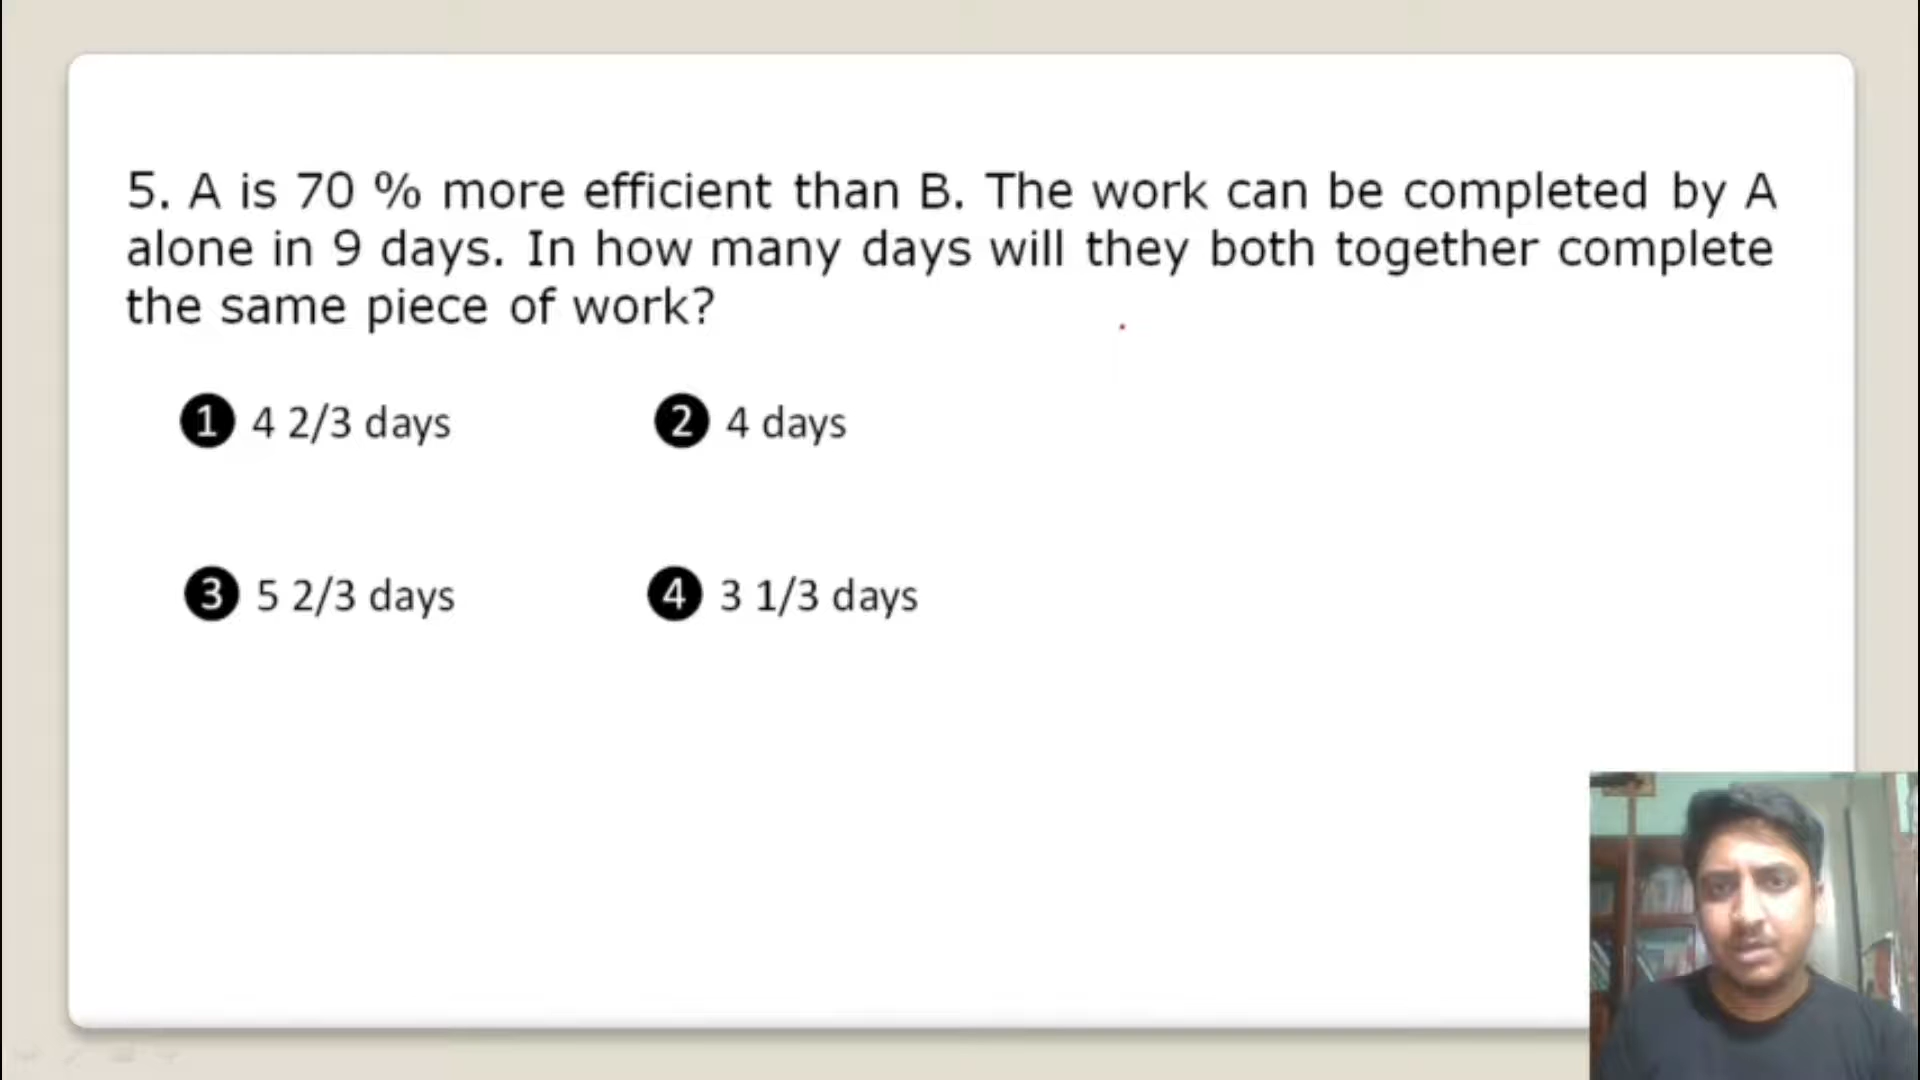 5. A is 70 % more efficient than B. The work can be completed by A
alone in 9 days. In how many days will they both together complete
the same piece of work?
1 4 2/3 days
2 4 days
3 5 2/3 days
4 3 1/3 days